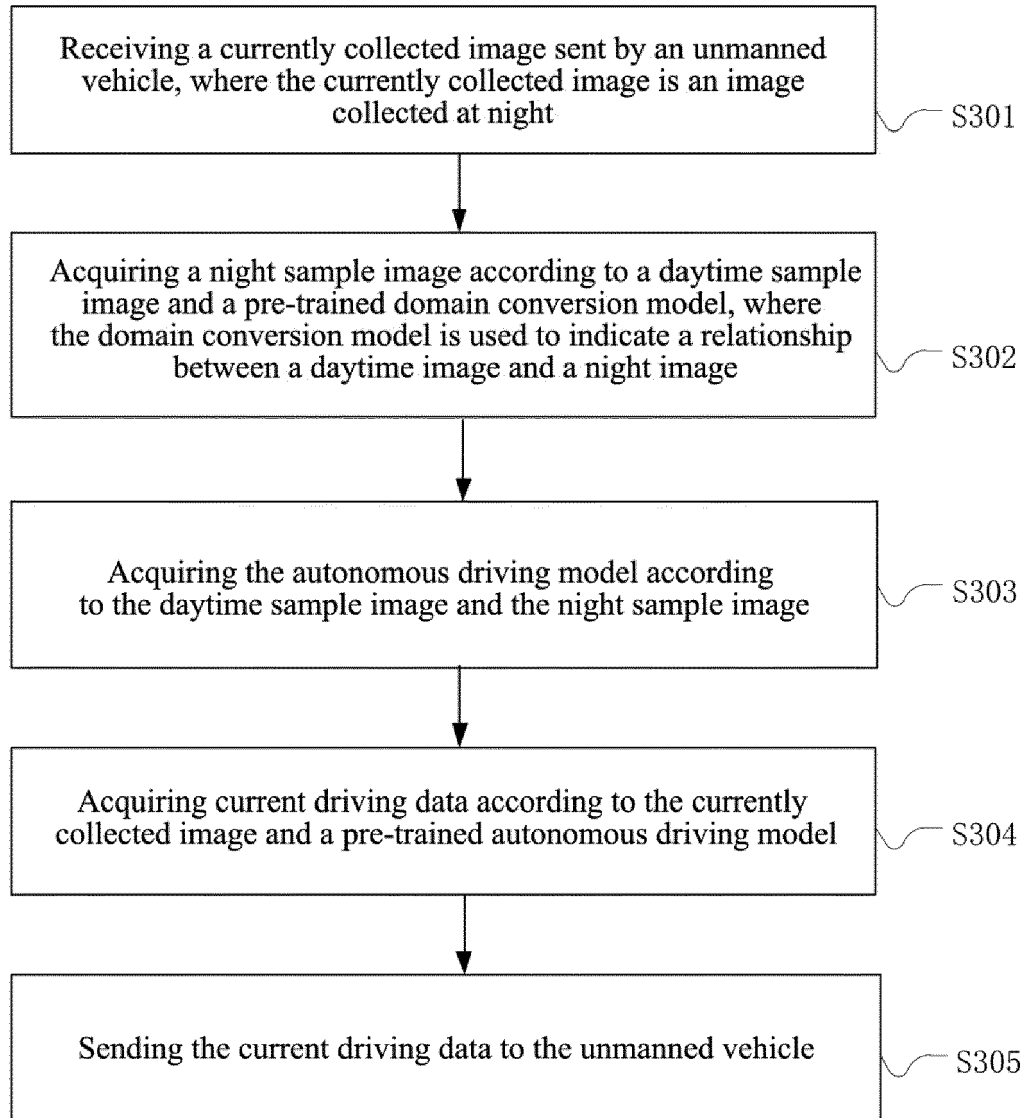 Receiving a currently collected image sent by an unmanned
vehicle, where the currently collected image is an image
collected at night
S301
Acquiring a night sample image according to a daytime sample
image and a pre-trained domain conversion model, where
the domain conversion model is used to indicate a relationship
between a daytime image and a night image
S302
Acquiring the autonomous driving model according
to the daytime sample image and the night sample image
S303
Acquiring current driving data according to the currently
collected image and a pre-trained autonomous driving model
S304
Sending the current driving data to the unmanned vehicle
S305